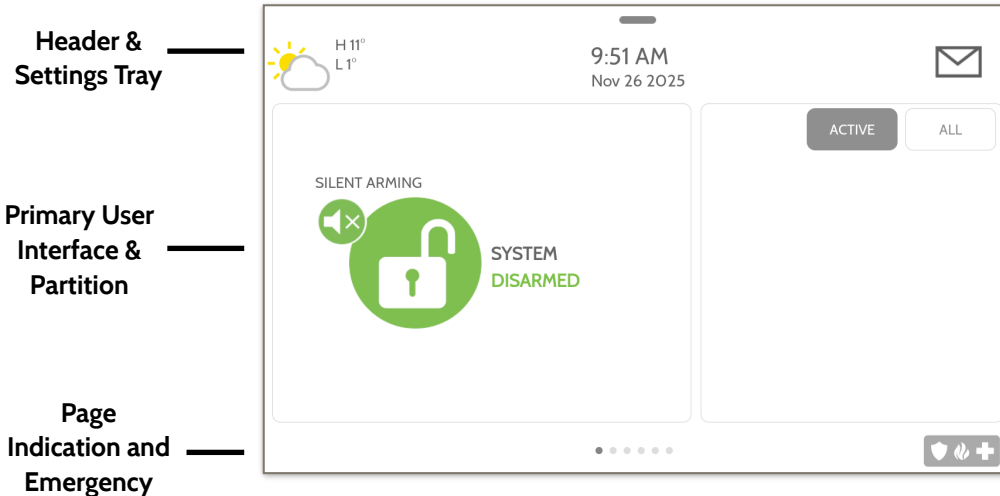 Header &
Settings Tray
H 11°
L 1°
9:51 AM
Nov 26 2025
ACTIVE
ALL
Primary User
Interface &
Partition
SILENT ARMING
SYSTEM
DISARMED
Page
Indication and
Emergency